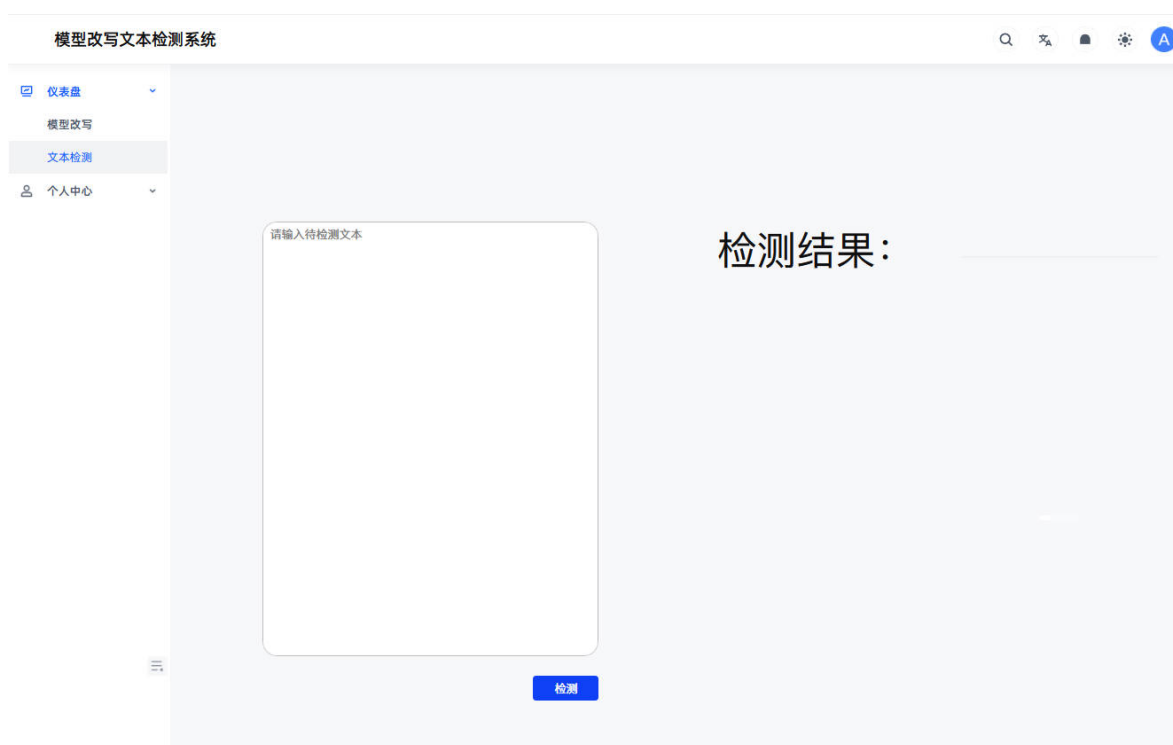 模型改写文本检测系统
A
仪表盘
模型改写
文本检测
个人中心
请输入待检测文本
检测结果：
检测